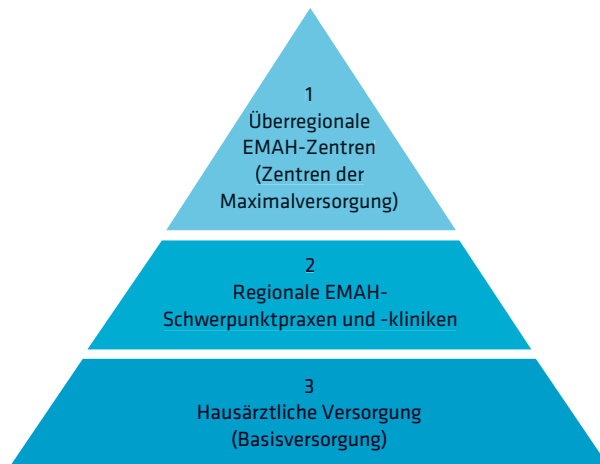 1
Überregionale
EMAH-Zentren
(Zentren der
Maximalversorgung)
2
Regionale EMAH-
Schwerpunktpraxen und -kliniken
3
Hausärztliche Versorgung
(Basisversorgung)